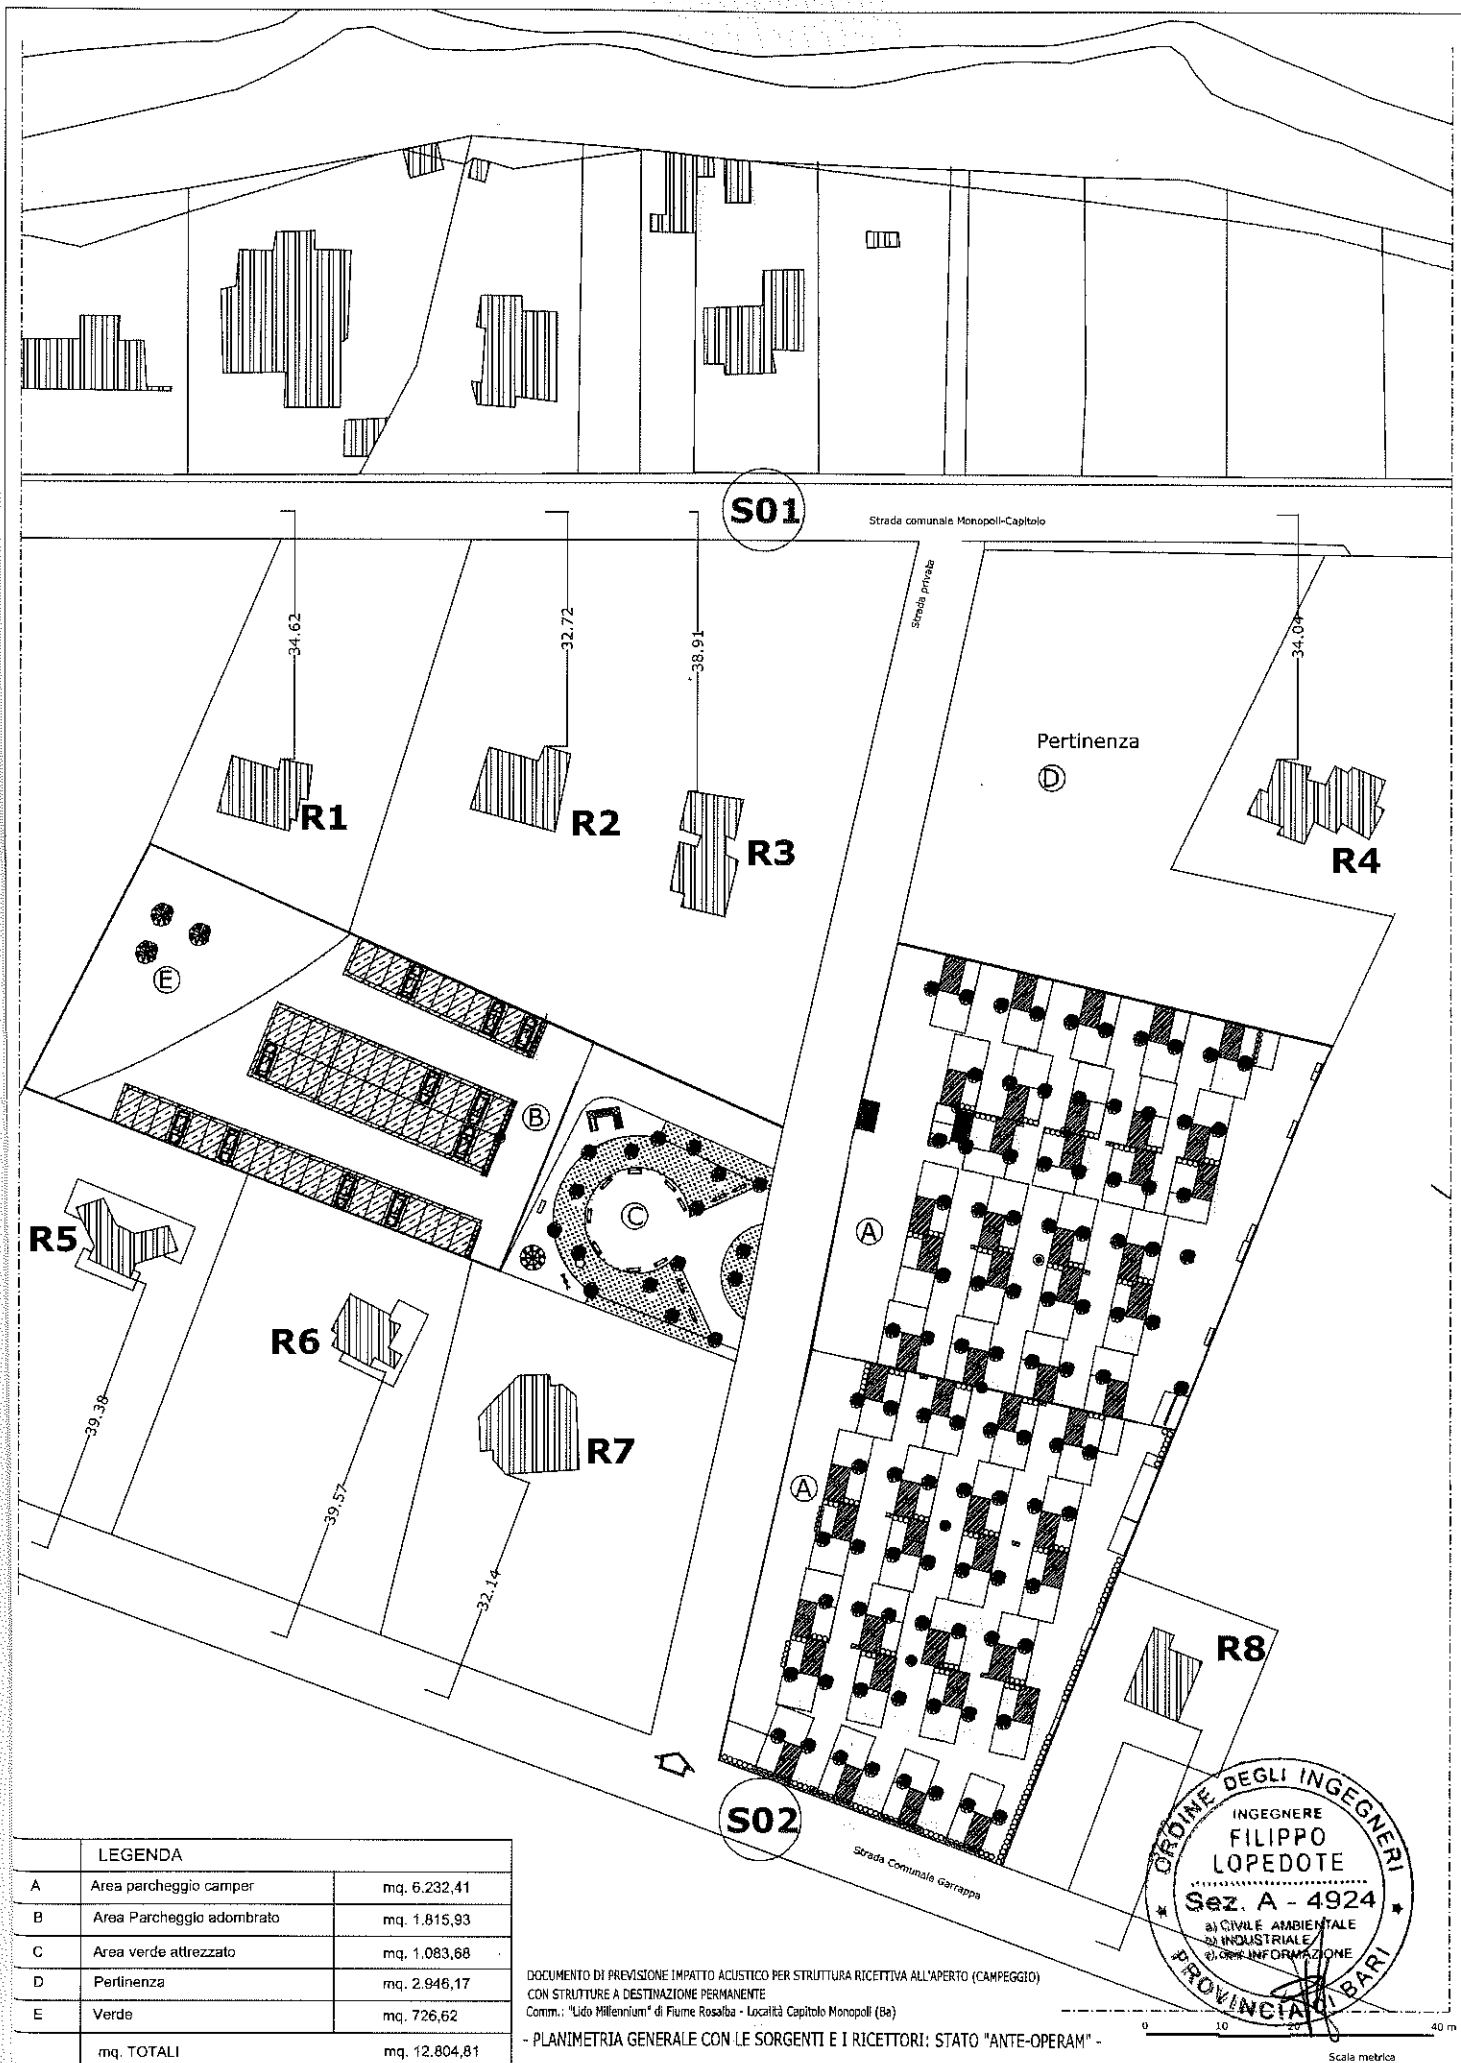 S01
Strada comunale Monopoli-Capitolo
Strada privata
34.62
32.72
38.91
34.04
Pertinenza
D
R1
R2
R3
R4
E
B
C
A
R5
R6
R7
39.38
39.57
32.14
A
R8
S02
Strada Comunale Garrappa
ORDINE DEGLI INGEGNERI
INGEGNERE
FILIPPO
LOPEDOTE
Sez. A - 4924
a) CIVILE AMBIENTALE
b) INDUSTRIALE
INFORMAZIONE
PROVINCIA DI BARI
LEGENDA
A Area parcheggio camper mq. 6.232,41
B Area Parcheggio adombrato mq. 1.815,93
C Area verde attrezzato mq. 1.083,68
D Pertinenza mq. 2.946,17
E Verde mq. 726,62
mq. TOTALI mq. 12.804,81
DOCUMENTO DI PREVISIONE IMPATTO ACUSTICO PER STRUTTURA RICETTIVA ALL'APERTO (CAMPEGGIO)
CON STRUTTURE A DESTINAZIONE PERMANENTE
Comm.: "Lido Millennium" di Fiume Rosalba - Località Capitolo Monopoli (Ba)
- PLANIMETRIA GENERALE CON LE SORGENTI E I RICETTORI: STATO "ANTE-OPERAM" -
0 10 20 40 m
Scala metrica